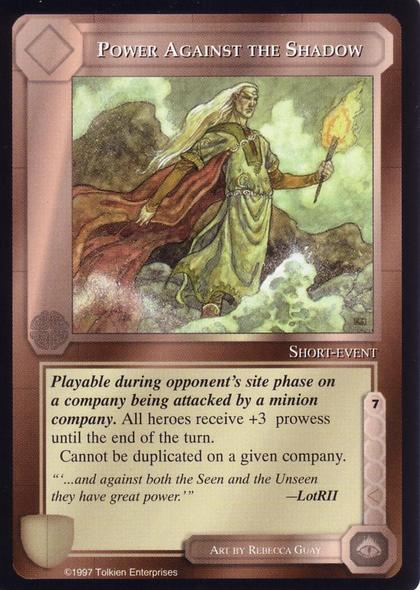 POWER AGAINST THE SHADOW
SHORT-EVENT
Playable during opponent's site phase on
a company being attacked by a minion
company. All heroes receive +3 prowess
until the end of the turn.
Cannot be duplicated on a given company.
"'...and against both the Seen and the Unseen
they have great power.'" —LotRII
7
ART BY REBECCA GUAY
©1997 Tolkien Enterprises